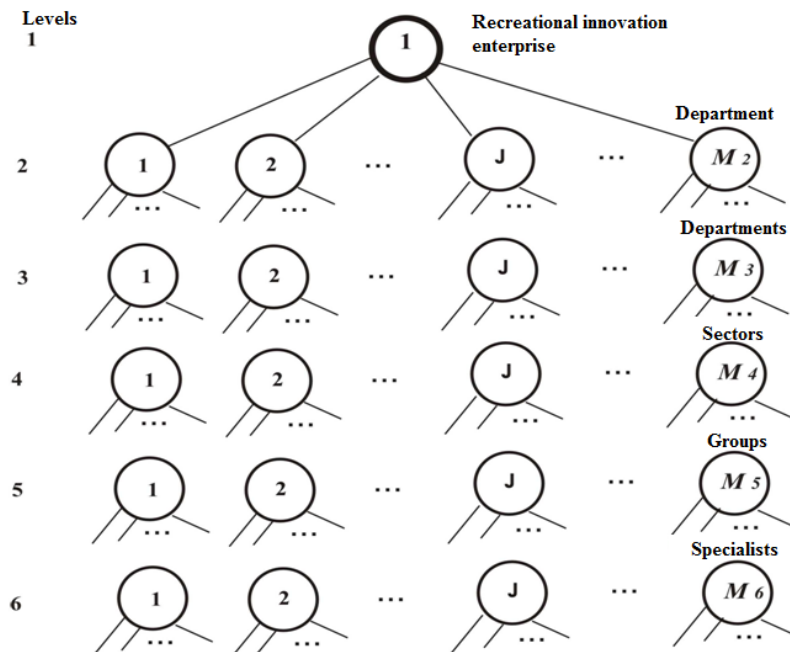 Levels
1
1
Recreational innovation
enterprise
Department
2
1
2
...
J
...
M 2
... ... ... ...
Departments
3
1
2
...
J
...
M 3
... ... ... ...
Sectors
4
1
2
...
J
...
M 4
... ... ... ...
Groups
5
1
2
...
J
...
M 5
... ... ... ...
Specialists
6
1
2
...
J
...
M 6
... ... ... ...